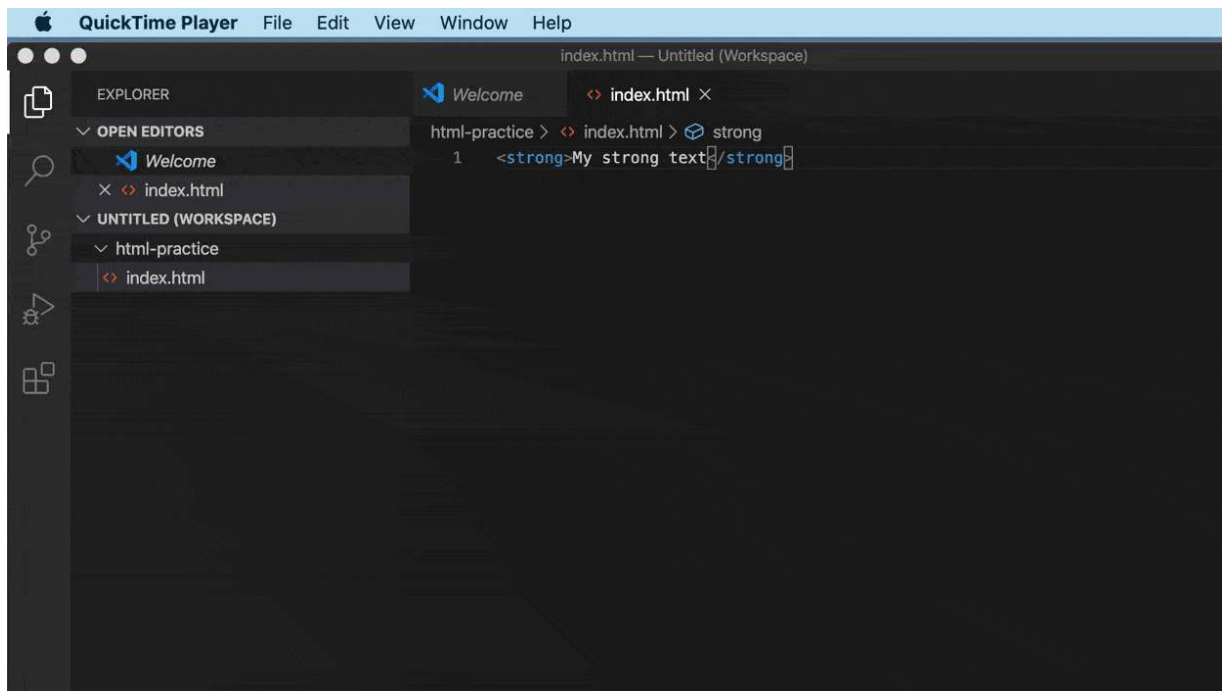 QuickTime Player File Edit View Window Help
index.html — Untitled (Workspace)
EXPLORER
OPEN EDITORS
Welcome
index.html
UNTITLED (WORKSPACE)
html-practice
index.html
Welcome index.html
html-practice > index.html > strong
1 <strong>My strong text</strong>